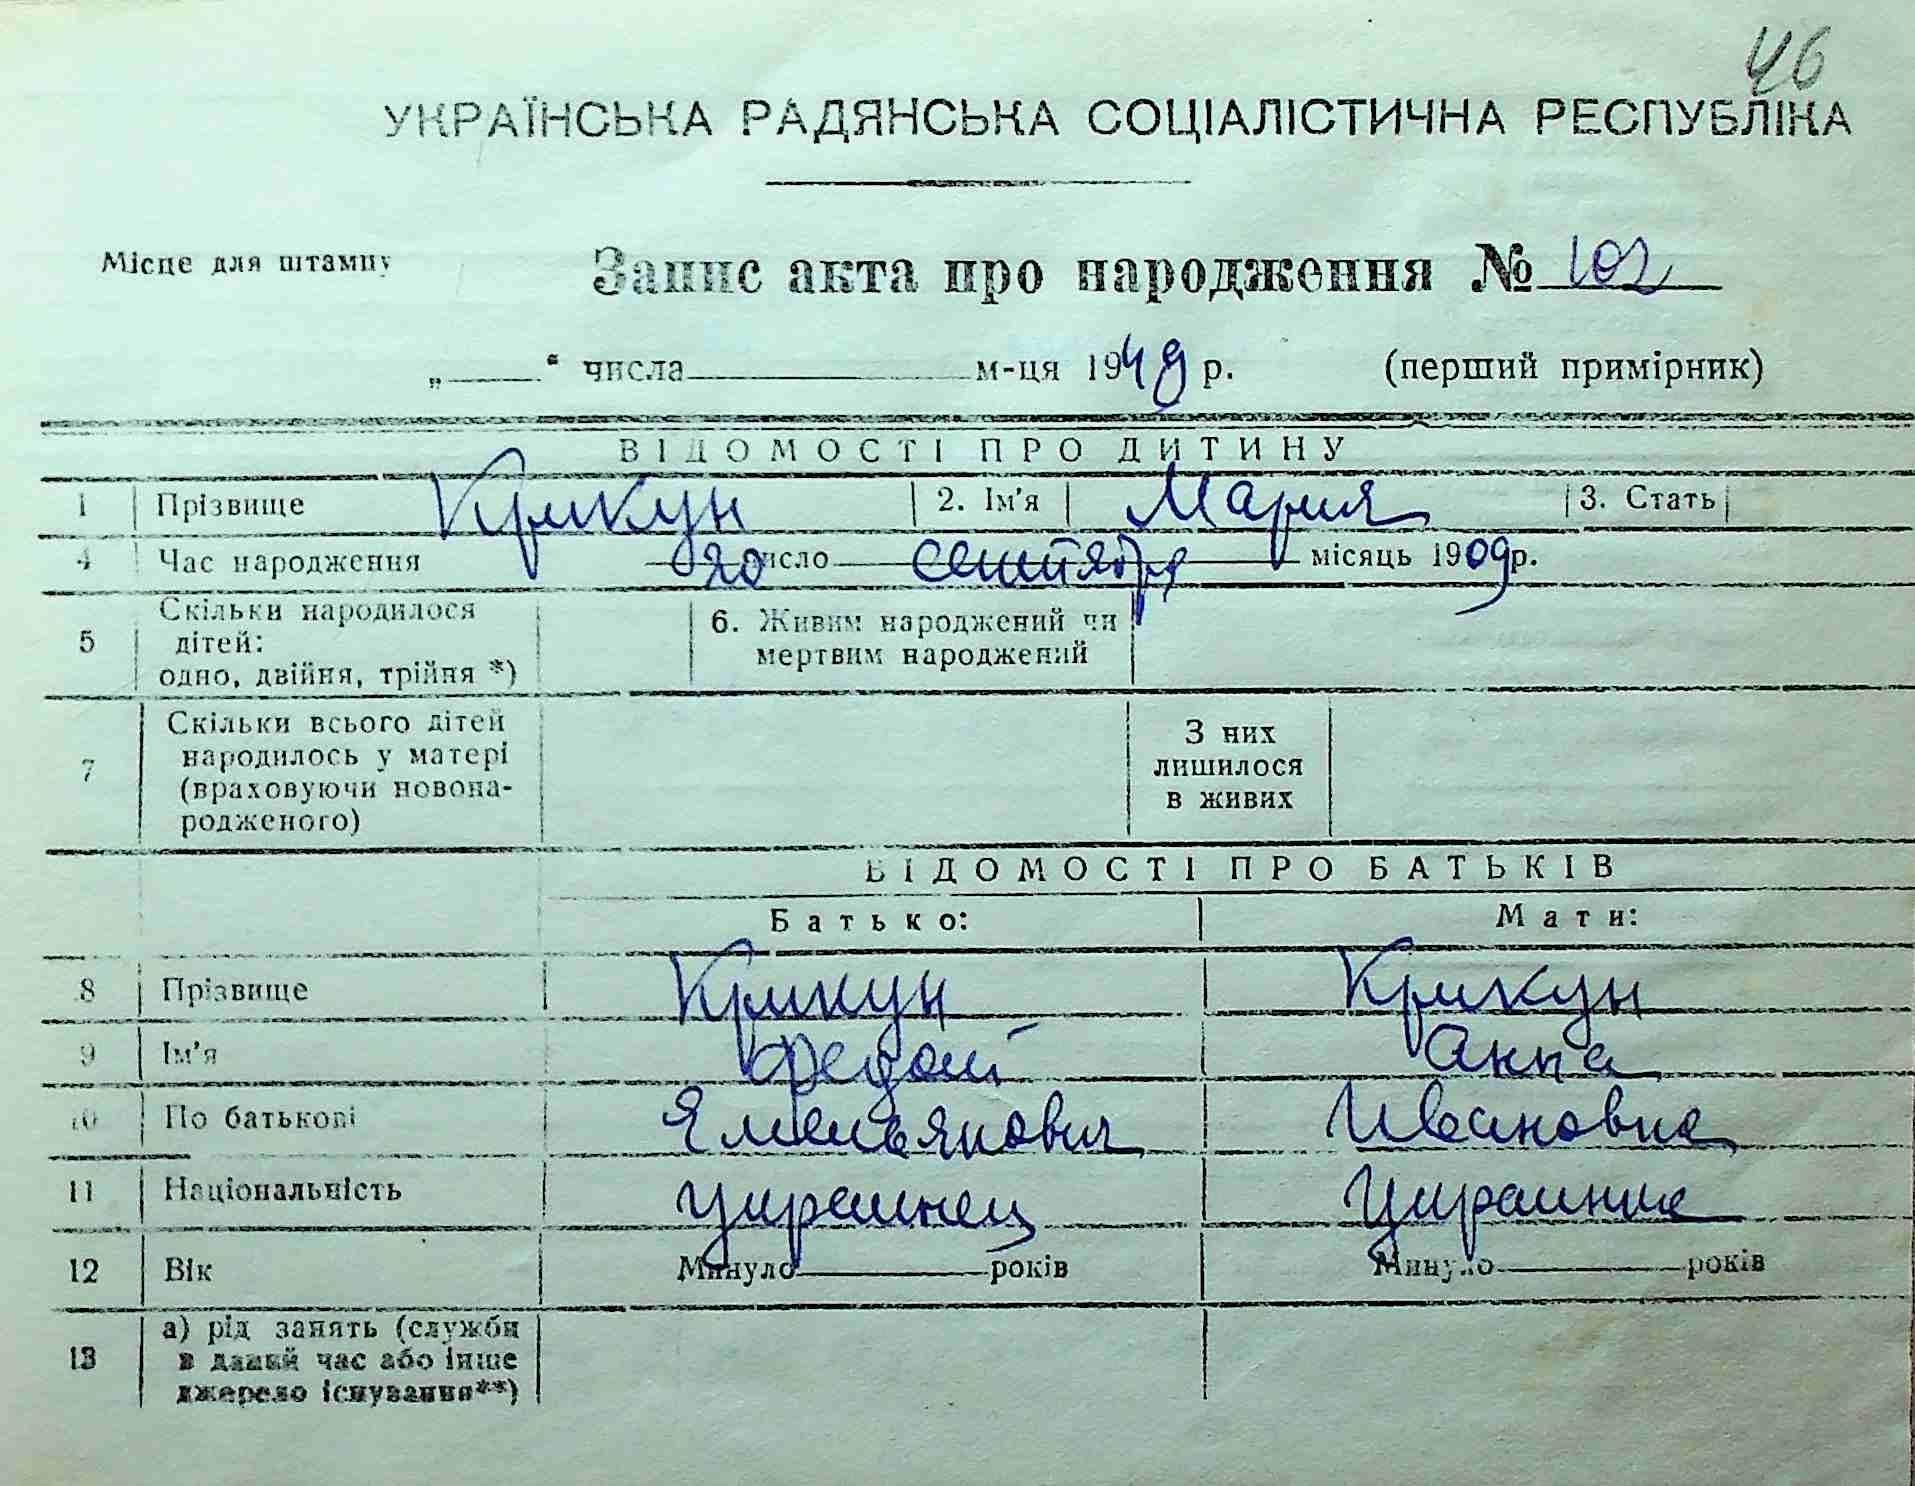 46
УКРАЇНСЬКА РАДЯНСЬКА СОЦІАЛІСТИЧНА РЕСПУБЛІКА
Місце для штампу
Запис акта про народження № 102
„ “ числа м-ця 1949 р. (перший примірник)
ВІДОМОСТІ ПРО ДИТИНУ
1 Прізвище Крикун 2. Ім'я Мария 3. Стать
4 Час народження 20 число сентября місяць 1909 р.
5 Скільки народилося дітей: одно, двійня, трійня *) 6. Живим народжений чи мертвим народжений
7 Скільки всього дітей народилось у матері (враховуючи новонa-родженого) З них лишилося в живих
ВІДОМОСТІ ПРО БАТЬКІВ
Батько: Мати:
8 Прізвище Крикун Крикун
9 Ім'я Федот Анна
10 По батькові Емельянович Ивановна
11 Національність украинец Украинка
12 Вік Минуло років Минуло років
13 а) рід занять (служби в даний час або інше джерело існування**)